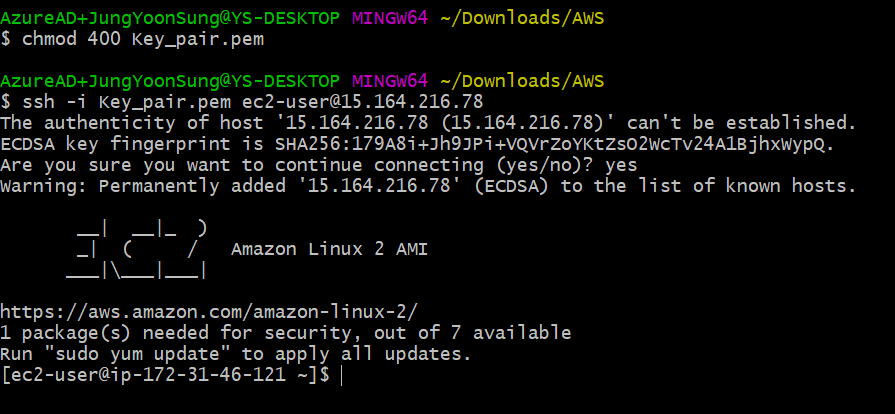 AzureAD+JungYoonSung@YS-DESKTOP MINGW64 ~/Downloads/AWS
$ chmod 400 Key_pair.pem
AzureAD+JungYoonSung@YS-DESKTOP MINGW64 ~/Downloads/AWS
$ ssh -i Key_pair.pem ec2-user@15.164.216.78
The authenticity of host '15.164.216.78 (15.164.216.78)' can't be established.
ECDSA key fingerprint is SHA256:179A8i+Jh9JPi+VQVrZoYKtZsO2WcTv24A1BjhxWypQ.
Are you sure you want to continue connecting (yes/no)? yes
Warning: Permanently added '15.164.216.78' (ECDSA) to the list of known hosts.
       __|  __|_  )
       _|  (     /   Amazon Linux 2 AMI
      ___|\___|___|
https://aws.amazon.com/amazon-linux-2/
1 package(s) needed for security, out of 7 available
Run "sudo yum update" to apply all updates.
[ec2-user@ip-172-31-46-121 ~]$